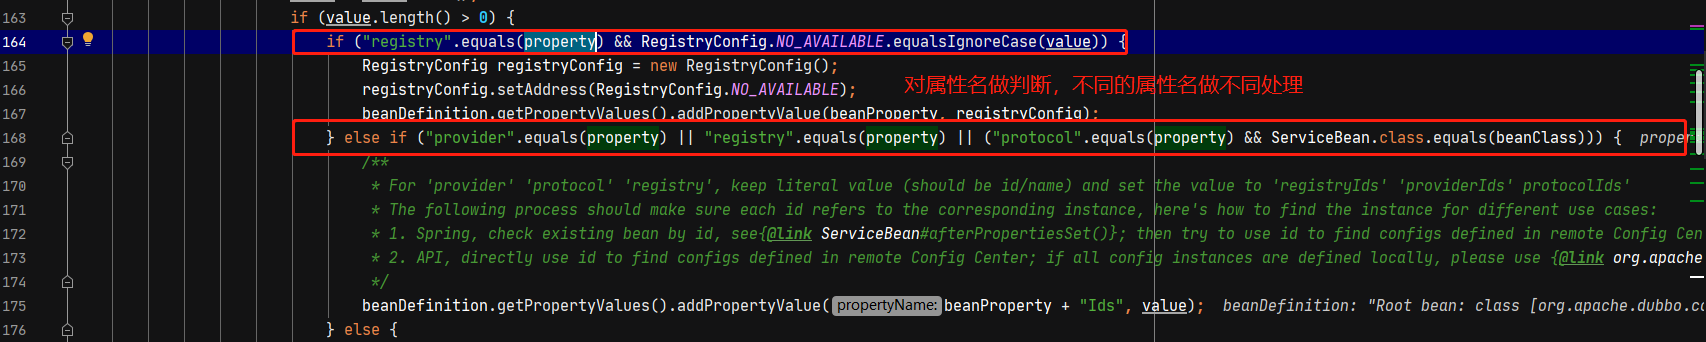 163 if (value.length() > 0) {
164 if ("registry".equals(property) && RegistryConfig.NO_AVAILABLE.equalsIgnoreCase(value)) {
165 RegistryConfig registryConfig = new RegistryConfig();
166 registryConfig.setAddress(RegistryConfig.NO_AVAILABLE);
对属性名做判断，不同的属性名做不同处理
167 beanDefinition.getPropertyValues().addPropertyValue(beanProperty, registryConfig);
168 } else if ("provider".equals(property) || "registry".equals(property) || ("protocol".equals(property) && ServiceBean.class.equals(beanClass))) { proper
169 /**
170 * For 'provider' 'protocol' 'registry', keep literal value (should be id/name) and set the value to 'registryIds' 'providerIds' protocolIds'
171 * The following process should make sure each id refers to the corresponding instance, here's how to find the instance for different use cases:
172 * 1. Spring, check existing bean by id, see{@link ServiceBean#afterPropertiesSet()}; then try to use id to find configs defined in remote Config Cen
173 * 2. API, directly use id to find configs defined in remote Config Center; if all config instances are defined locally, please use {@link org.apache
174 */
175 beanDefinition.getPropertyValues().addPropertyValue( propertyName: beanProperty + "Ids", value); beanDefinition: "Root bean: class [org.apache.dubbo.co
176 } else {